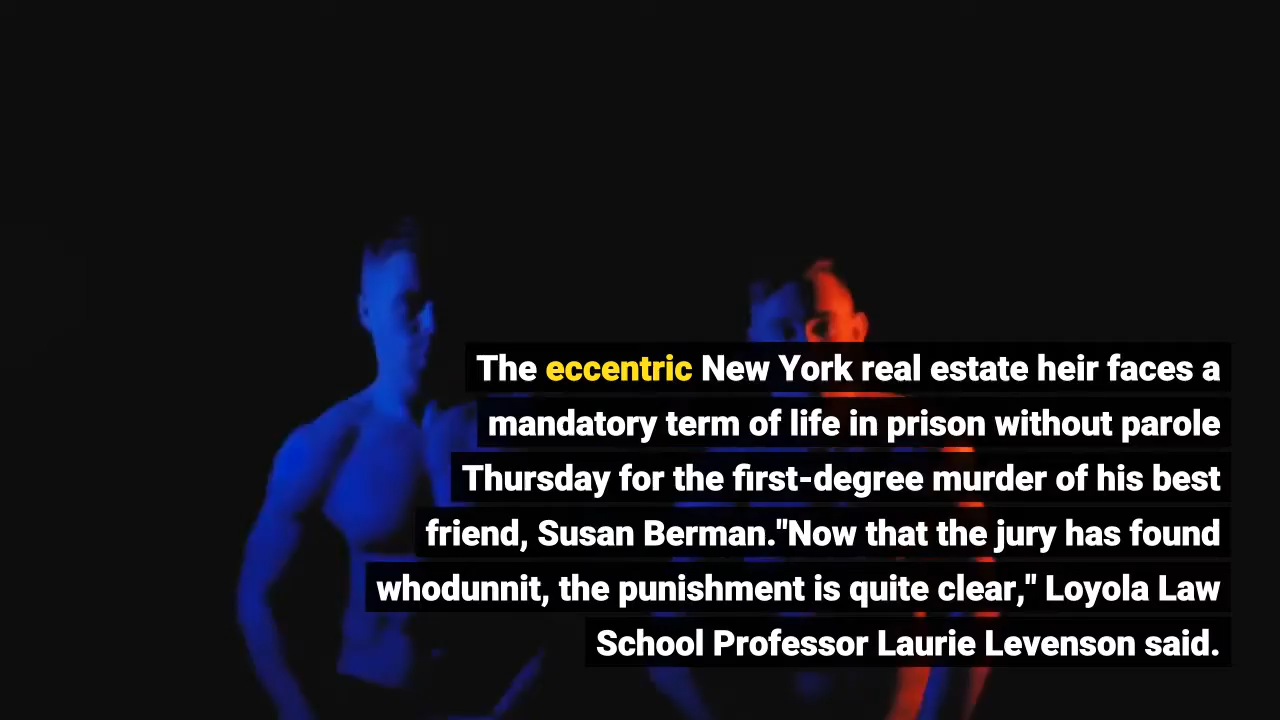 The eccentric New York real estate heir faces a
mandatory term of life in prison without parole
Thursday for the first-degree murder of his best
friend, Susan Berman."Now that the jury has found
whodunnit, the punishment is quite clear," Loyola Law
School Professor Laurie Levenson said.